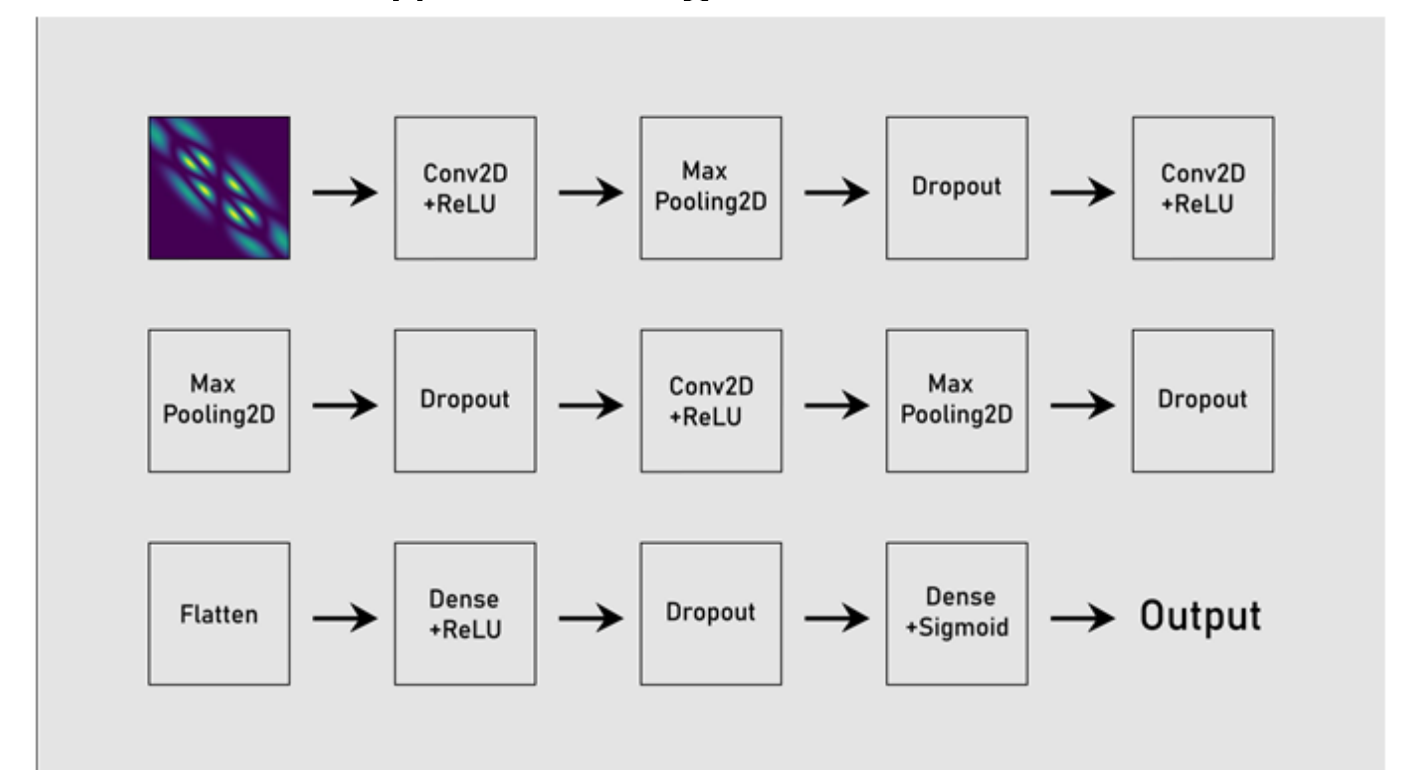 Conv2D
+ReLU
Max
Pooling2D
Dropout
Conv2D
+ReLU
Max
Pooling2D
Dropout
Conv2D
+ReLU
Max
Pooling2D
Dropout
Flatten
Dense
+ReLU
Dropout
Dense
+Sigmoid
Output